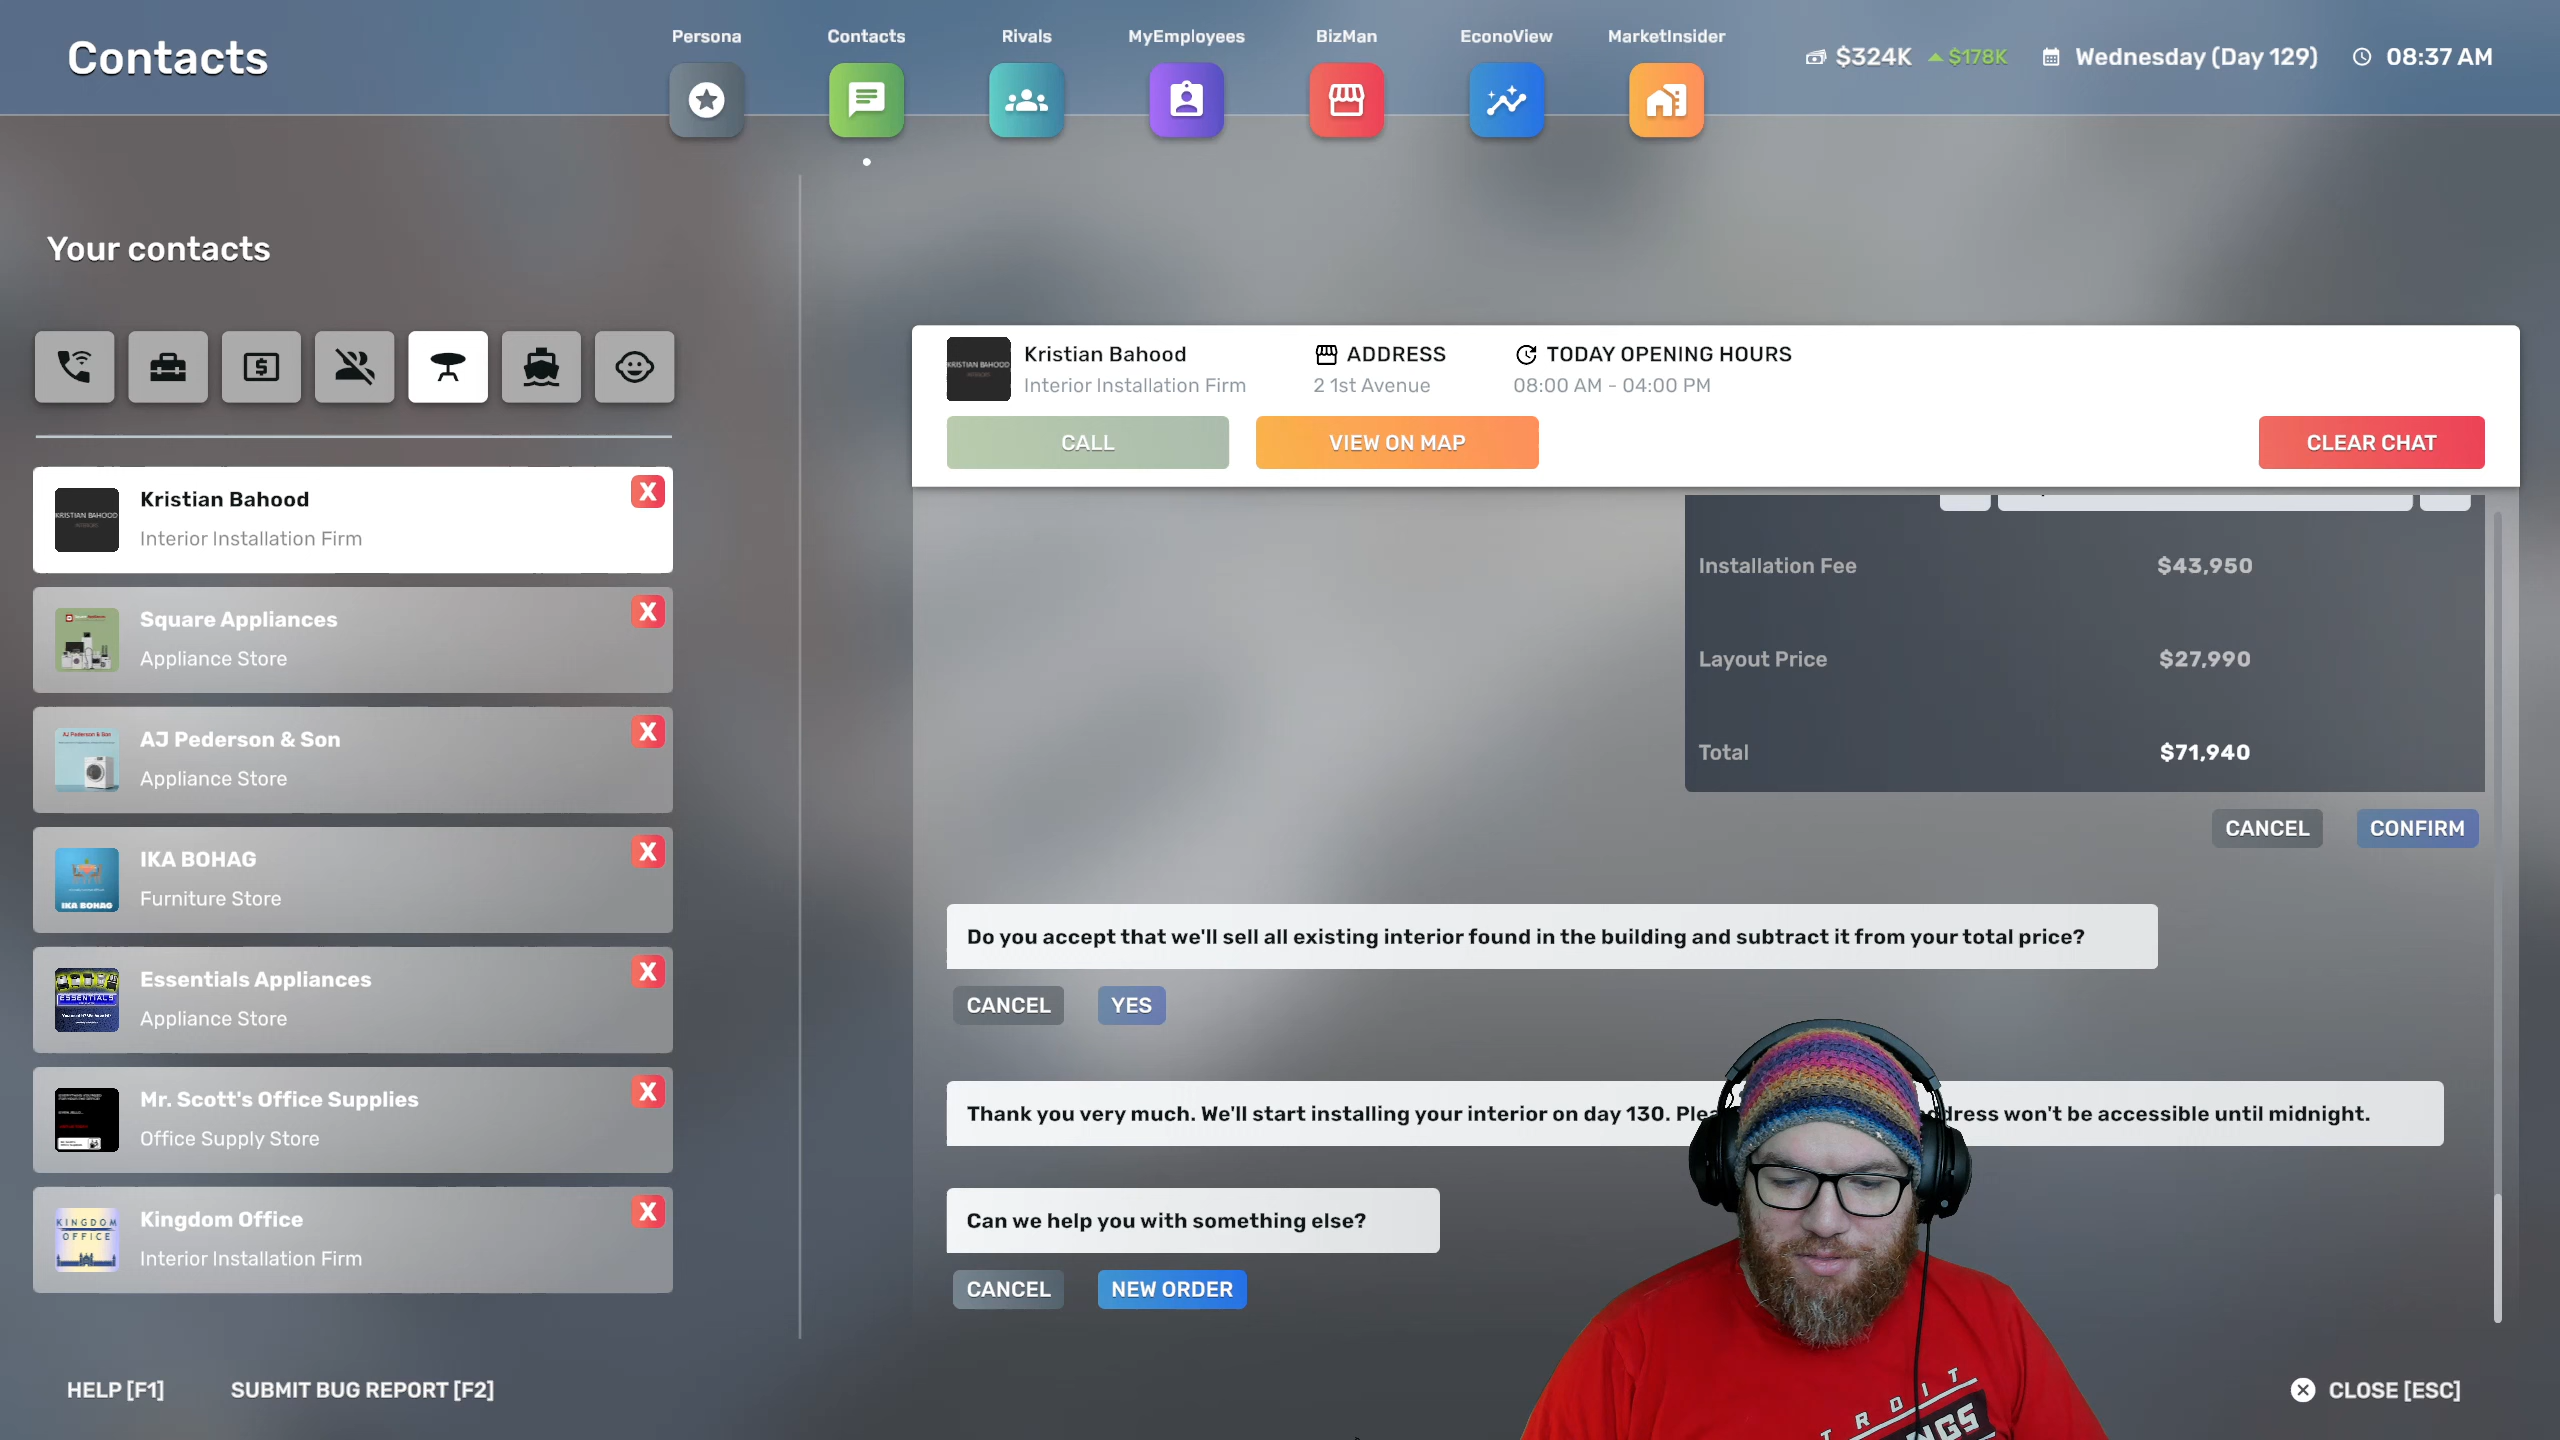 Contacts
Persona
Contacts
Rivals
MyEmployees
BizMan
EconoView
MarketInsider
$324K
$178K
Wednesday (Day 129)
08:37 AM
Your contacts
Kristian Bahood
Interior Installation Firm
X
Square Appliances
Appliance Store
X
AJ Pederson & Son
Appliance Store
X
IKA BOHAG
Furniture Store
X
IKA BOHAG
Essentials Appliances
Appliance Store
X
ESSENTIALS
Mr. Scott's Office Supplies
Office Supply Store
X
Kingdom Office
Interior Installation Firm
X
KINGDOM
OFFICE
KRISTIAN BAHOOD
Kristian Bahood
Interior Installation Firm
ADDRESS
2 1st Avenue
TODAY OPENING HOURS
08:00 AM - 04:00 PM
CALL
VIEW ON MAP
CLEAR CHAT
Installation Fee
$43,950
Layout Price
$27,990
Total
$71,940
CANCEL
CONFIRM
Do you accept that we'll sell all existing interior found in the building and subtract it from your total price?
CANCEL
YES
Thank you very much. We'll start installing your interior on day 130. won't be accessible until midnight.
Can we help you with something else?
CANCEL
NEW ORDER
HELP [F1]
SUBMIT BUG REPORT [F2]
CLOSE [ESC]